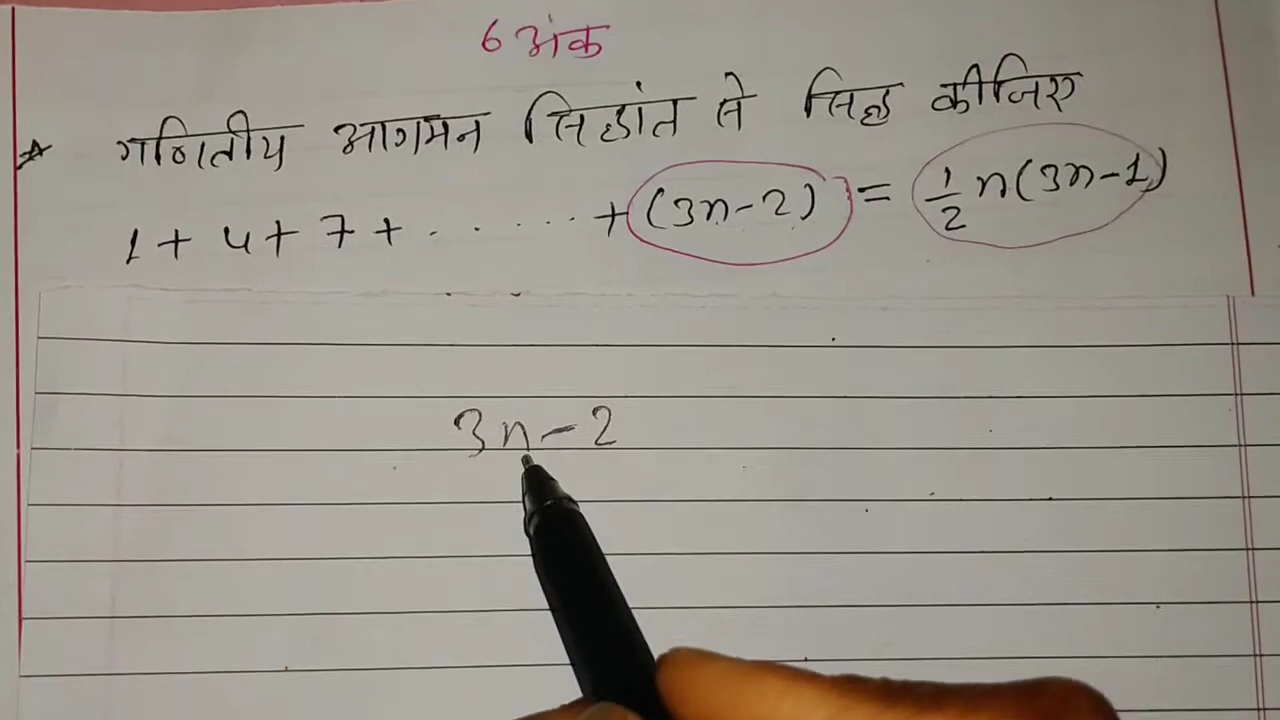 6 अंक
* गणितीय आगमन सिद्धांत से सिद्ध कीजिए
1 + 4 + 7 + ...... + (3n-2) = 1/2 n(3n-1)
3n-2